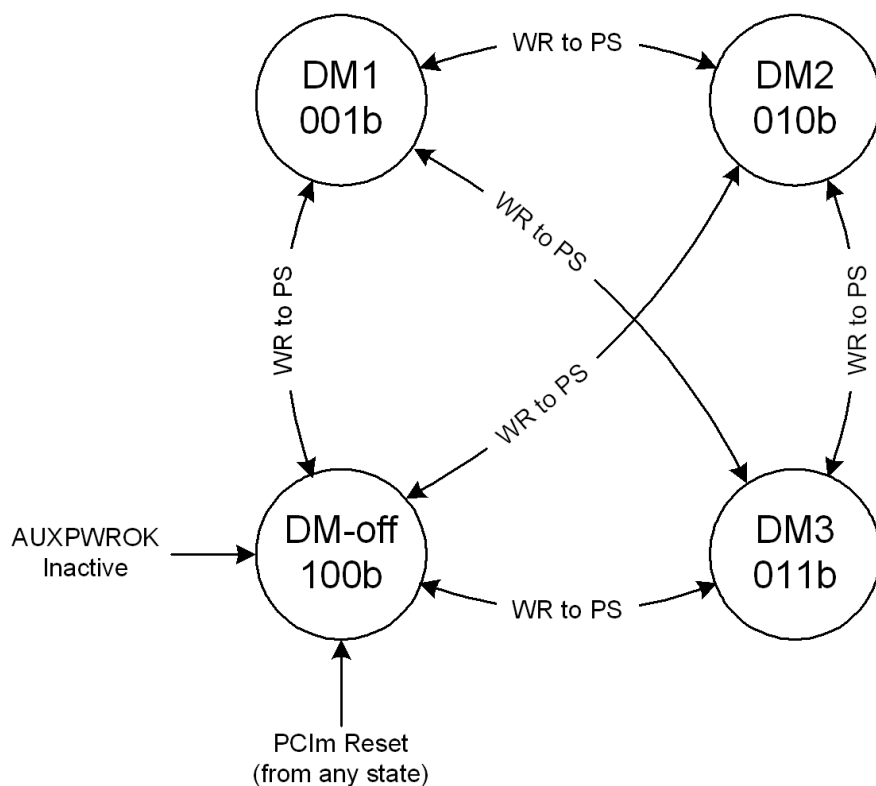 WR to PS
DM1
001b
DM2
010b
WR to PS
WR to PS
WR to PS
WR to PS
AUXPWROK
Inactive
DM-off
100b
DM3
011b
WR to PS
PCIm Reset
(from any state)